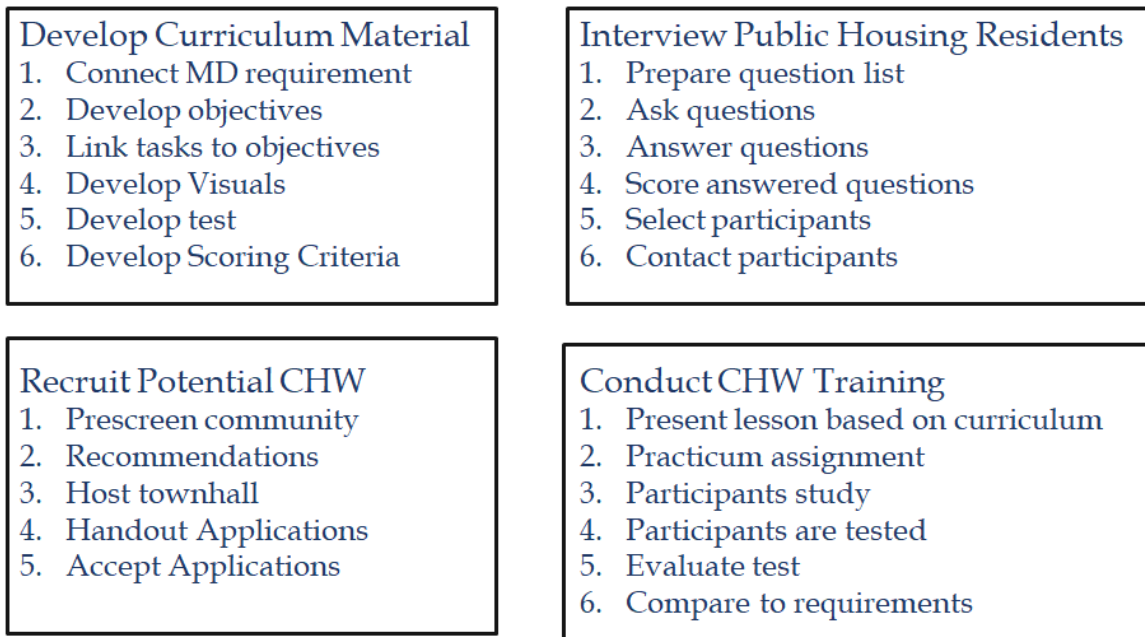 Develop Curriculum Material
1. Connect MD requirement
2. Develop objectives
3. Link tasks to objectives
4. Develop Visuals
5. Develop test
6. Develop Scoring Criteria
Interview Public Housing Residents
1. Prepare question list
2. Ask questions
3. Answer questions
4. Score answered questions
5. Select participants
6. Contact participants
Recruit Potential CHW
1. Prescreen community
2. Recommendations
3. Host townhall
4. Handout Applications
5. Accept Applications
Conduct CHW Training
1. Present lesson based on curriculum
2. Practicum assignment
3. Participants study
4. Participants are tested
5. Evaluate test
6. Compare to requirements